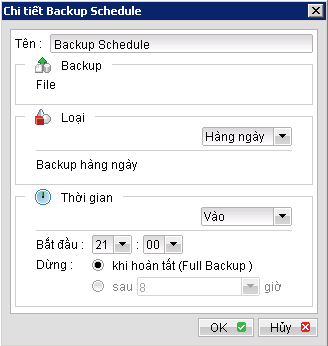 Chi tiết Backup Schedule
Tên : Backup Schedule
Backup
File
Loại
Hàng ngày
Backup hàng ngày
Thời gian
Vào
Bắt đầu : 21 : 00
Dừng : khi hoàn tất (Full Backup )
sau 8 giờ
OK Hủy